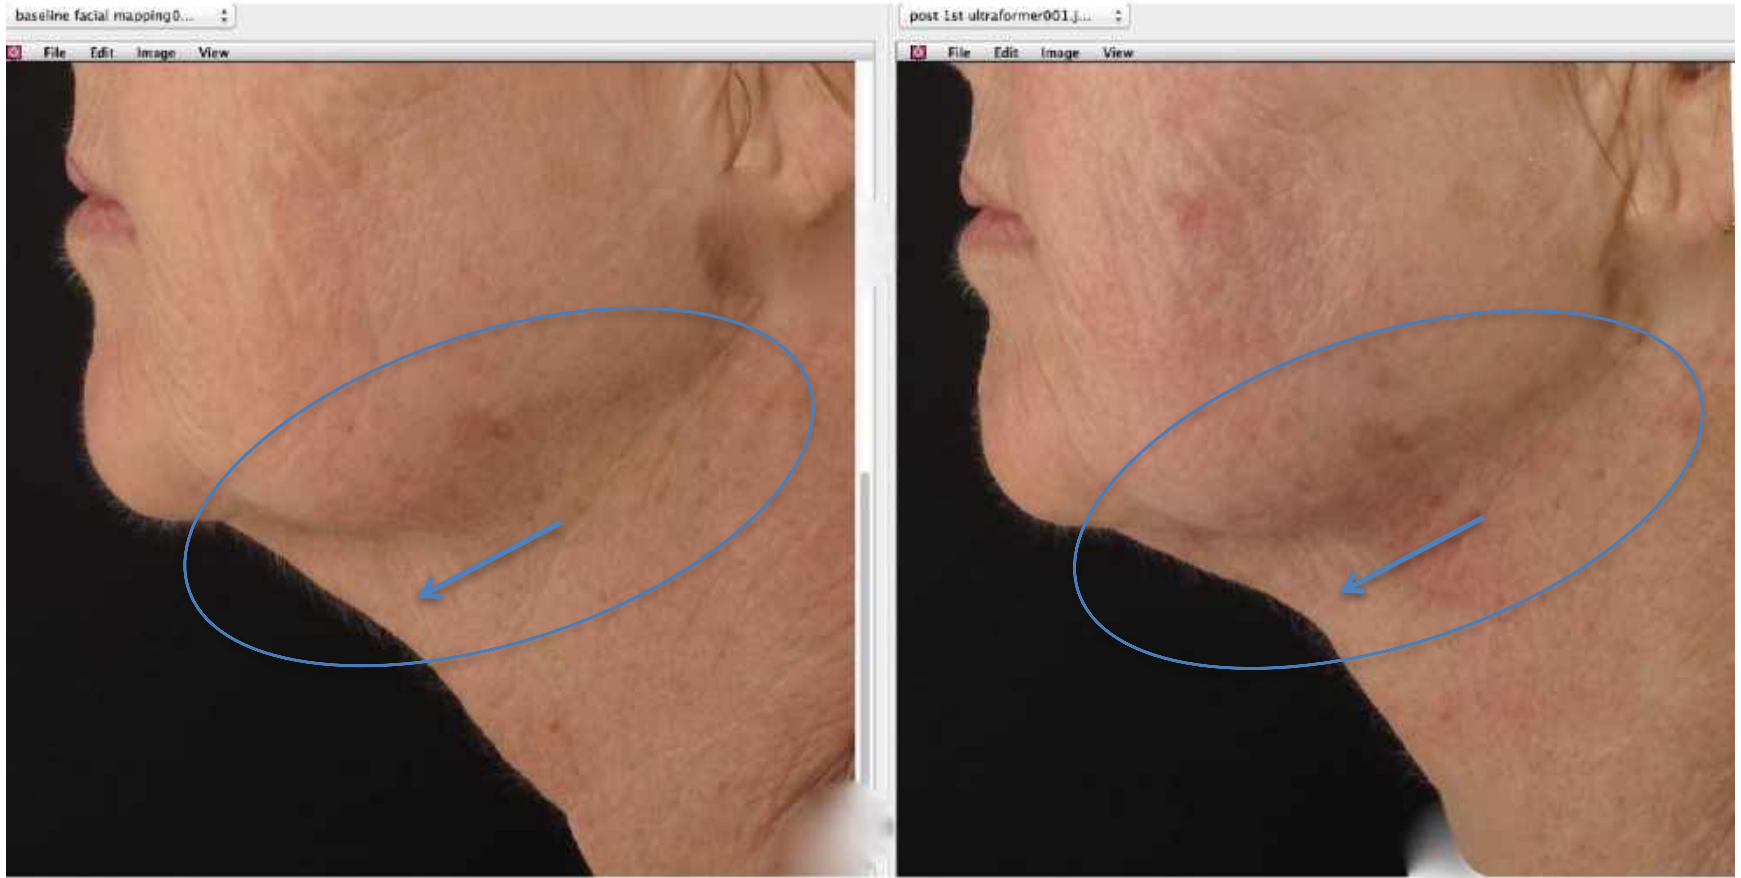 baseline facial mapping0...
File Edit Image View
post 1st ultraformer001.j...
File Edit Image View